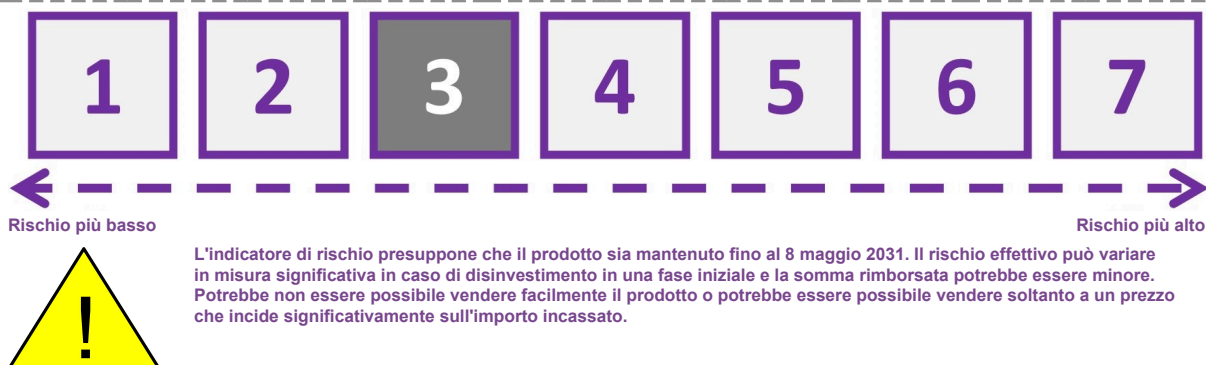 1 2 3 4 5 6 7
Rischio più basso Rischio più alto
L'indicatore di rischio presuppone che il prodotto sia mantenuto fino al 8 maggio 2031. Il rischio effettivo può variare
in misura significativa in caso di disinvestimento in una fase iniziale e la somma rimborsata potrebbe essere minore.
Potrebbe non essere possibile vendere facilmente il prodotto o potrebbe essere possibile vendere soltanto a un prezzo
che incide significativamente sull'importo incassato.
!